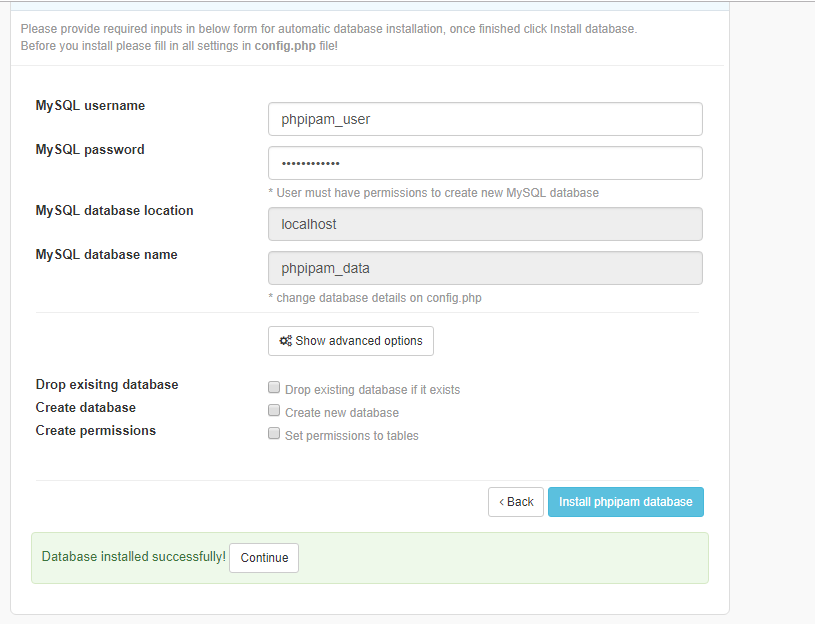 Please provide required inputs in below form for automatic database installation, once finished click Install database.
Before you install please fill in all settings in config.php file!
MySQL username
phpipam_user
MySQL password
••••••••••••
* User must have permissions to create new MySQL database
MySQL database location
localhost
MySQL database name
phpipam_data
* change database details on config.php
Show advanced options
Drop exisitng database
Drop existing database if it exists
Create database
Create new database
Create permissions
Set permissions to tables
‹ Back
Install phpipam database
Database installed successfully! Continue